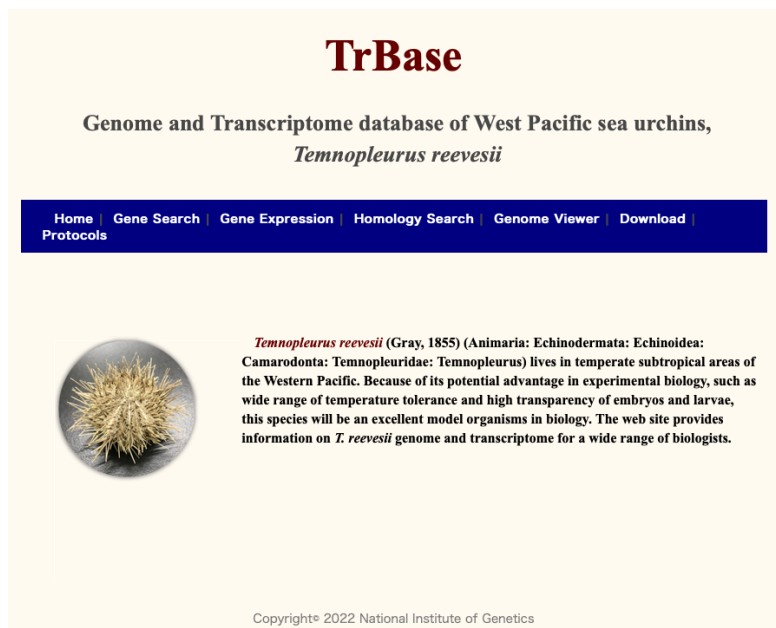 TrBase
Genome and Transcriptome database of West Pacific sea urchins,
Temnopleurus reevesii
Home | Gene Search | Gene Expression | Homology Search | Genome Viewer | Download |
Protocols
Temnopleurus reevesii (Gray, 1855) (Animaria: Echinodermata: Echinoidea:
Camarodonta: Temnopleuridae: Temnopleurus) lives in temperate subtropical areas of
the Western Pacific. Because of its potential advantage in experimental biology, such as
wide range of temperature tolerance and high transparency of embryos and larvae,
this species will be an excellent model organisms in biology. The web site provides
information on T. reevesii genome and transcriptome for a wide range of biologists.
Copyright© 2022 National Institute of Genetics